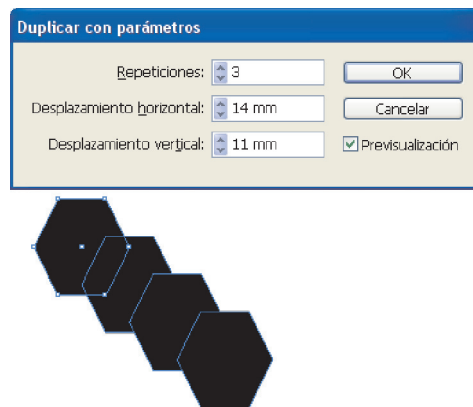 Duplicar con parámetros
Repeticiones: 3
OK
Desplazamiento horizontal: 14 mm
Cancelar
Desplazamiento vertical: 11 mm
Previsualización